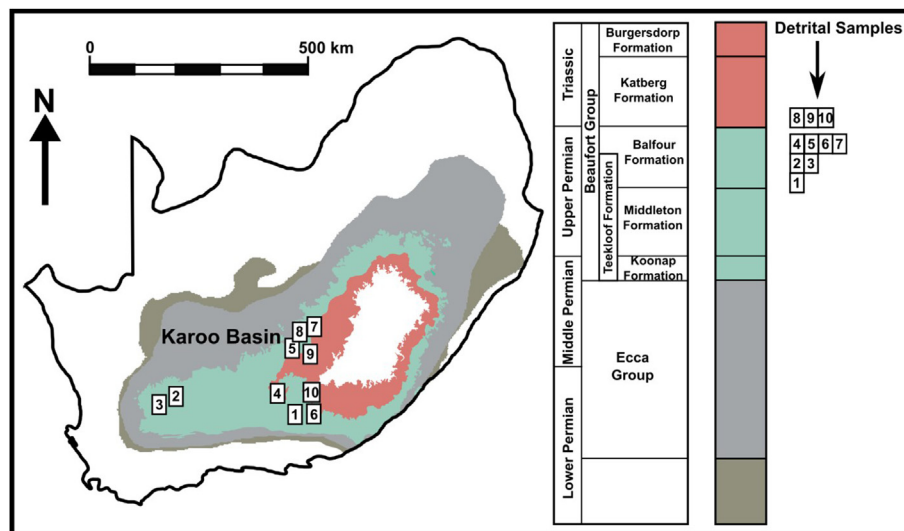 0
500 km
N
Karoo Basin
8
7
5
9
4
10
2
3
1
6
Burgersdorp
Formation
Katberg
Formation
Balfour
Formation
Middleton
Formation
Koonap
Formation
Teekloof Formation
Beaufort Group
Ecca
Group
Triassic
Upper Permian
Middle Permian
Lower Permian
Detrital Samples
8 9 10
4 5 6 7
2 3
1